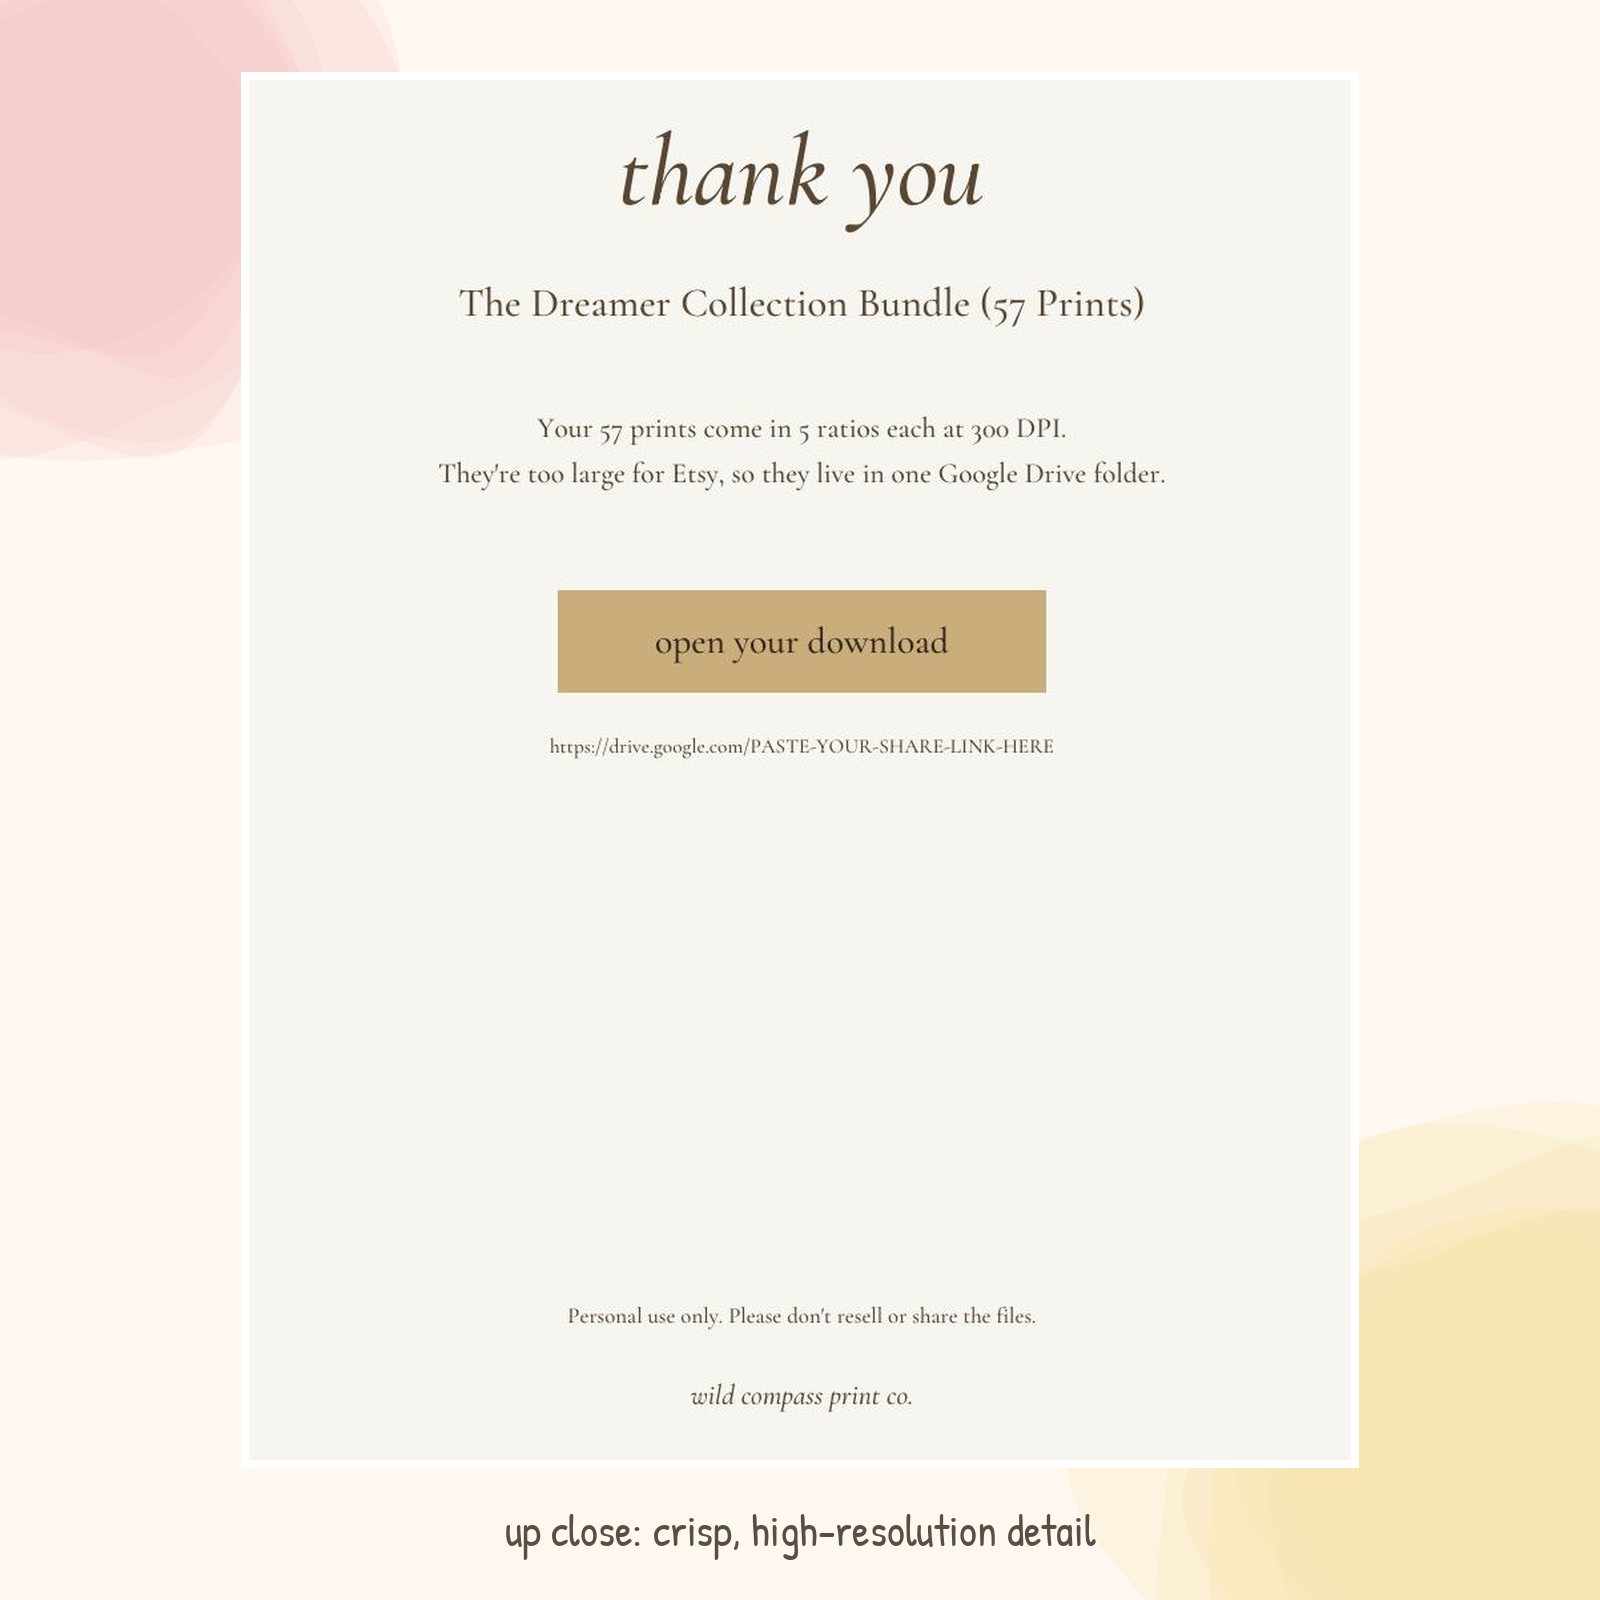 thank you
The Dreamer Collection Bundle (57 Prints)
Your 57 prints come in 5 ratios each at 300 DPI.
They're too large for Etsy, so they live in one Google Drive folder.
open your download
https://drive.google.com/PASTE-YOUR-SHARE-LINK-HERE
Personal use only. Please don't resell or share the files.
wild compass print co.
up close: crisp, high-resolution detail